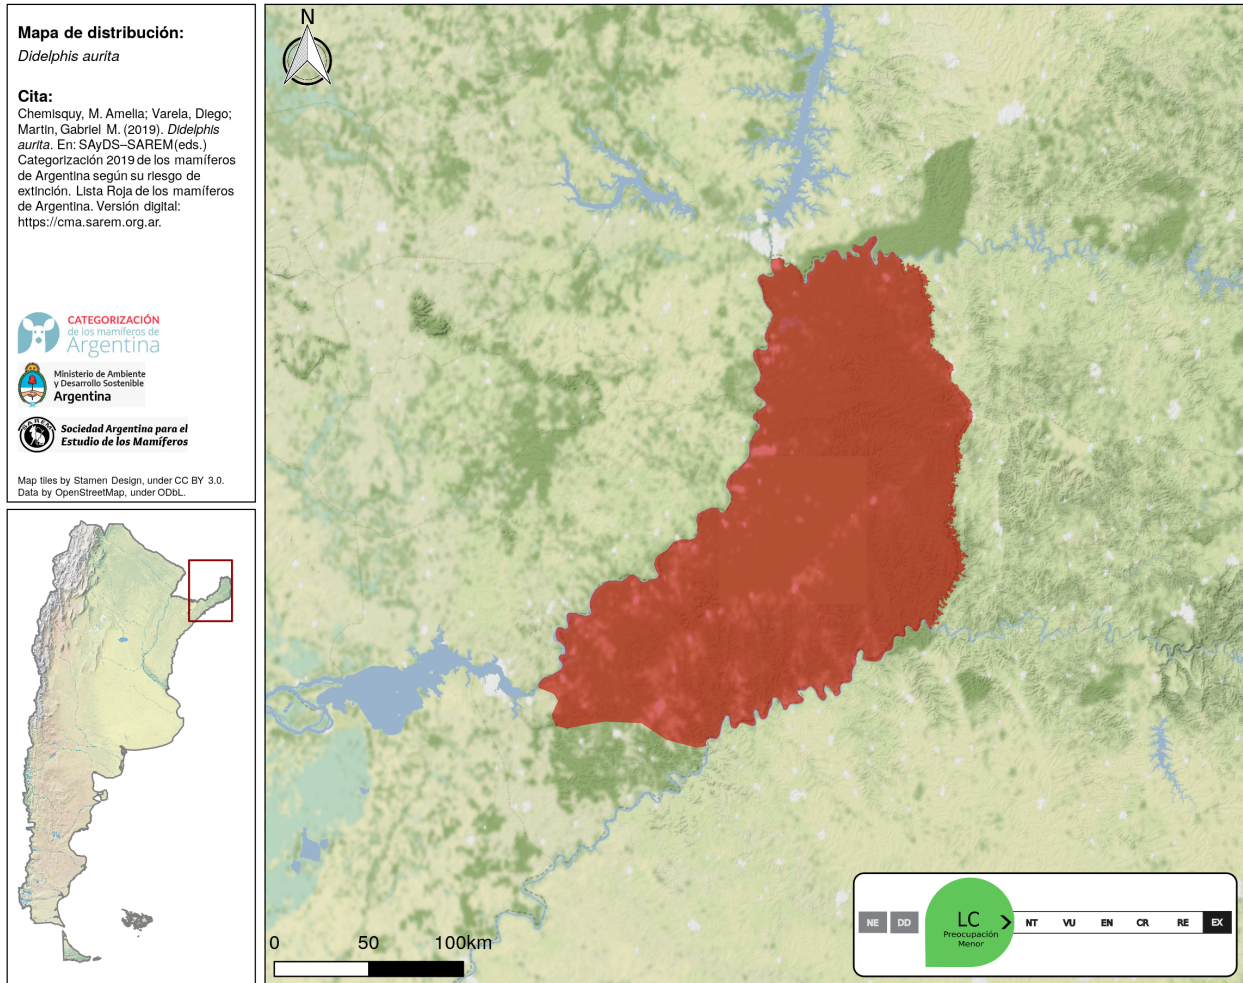 Mapa de distribución:
Didelphis aurita
Cita:
Chemisquy, M. Amelia; Varela, Diego;
Martin, Gabriel M. (2019). Didelphis
aurita. En: SAyDS–SAREM (eds.)
Categorización 2019 de los mamíferos
de Argentina según su riesgo de
extinción. Lista Roja de los mamíferos
de Argentina. Versión digital:
https://cma.sarem.org.ar.
CATEGORIZACIÓN
de los mamíferos de
Argentina
Ministerio de Ambiente
y Desarrollo Sostenible
Argentina
SAREM
Sociedad Argentina para el
Estudio de los Mamíferos
Map tiles by Stamen Design, under CC BY 3.0.
Data by OpenStreetMap, under ODbL.
N
0 50 100km
NE DD LC NT VU EN CR RE EX
Preocupación
Menor